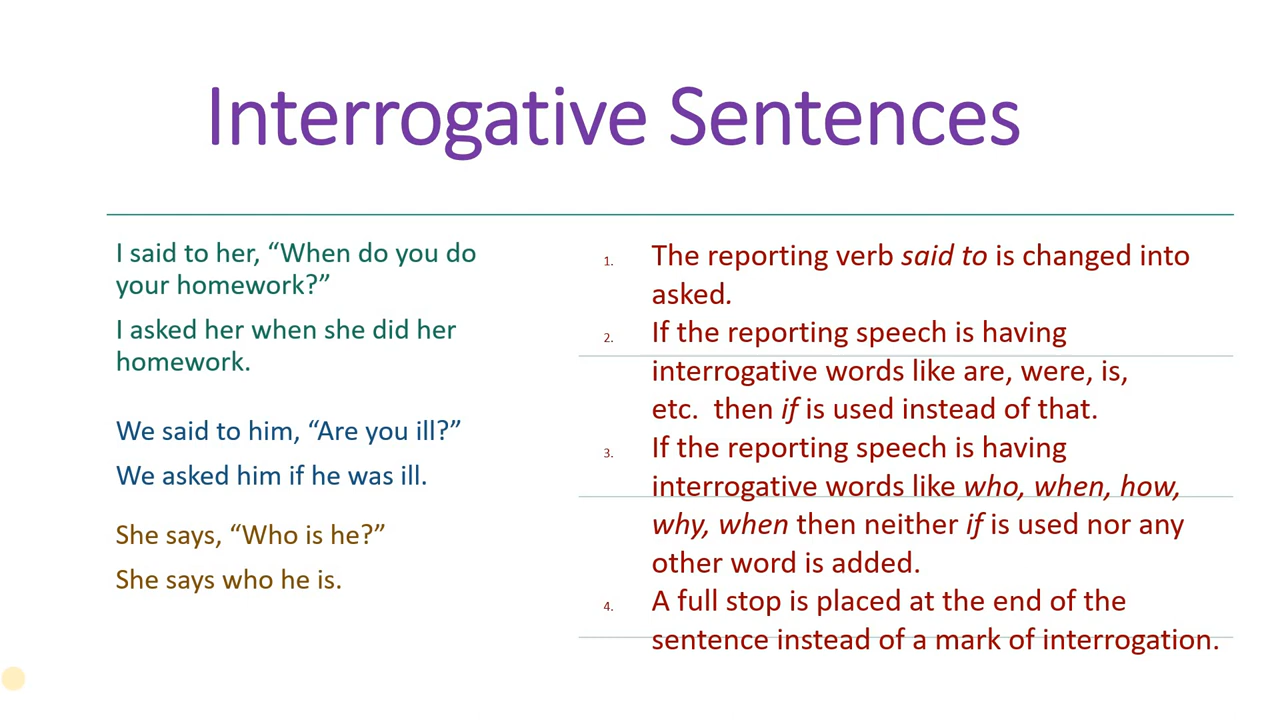 Interrogative Sentences
I said to her, “When do you do
your homework?”
I asked her when she did her
homework.
We said to him, “Are you ill?”
We asked him if he was ill.
She says, “Who is he?”
She says who he is.
1. The reporting verb said to is changed into
asked.
2. If the reporting speech is having
interrogative words like are, were, is,
etc.  then if is used instead of that.
3. If the reporting speech is having
interrogative words like who, when, how,
why, when then neither if is used nor any
other word is added.
4. A full stop is placed at the end of the
sentence instead of a mark of interrogation.